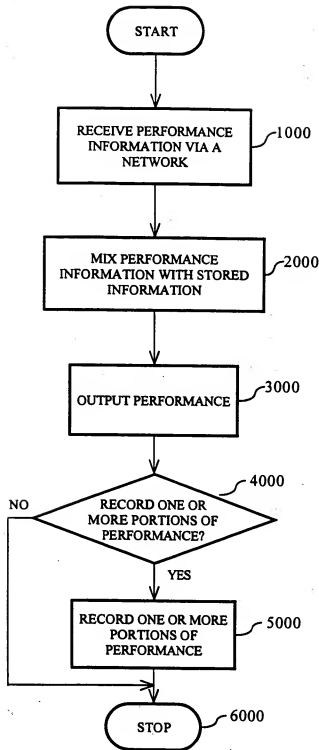 START
RECEIVE PERFORMANCE
INFORMATION VIA A
NETWORK
1000
MIX PERFORMANCE
INFORMATION WITH STORED
INFORMATION
2000
OUTPUT PERFORMANCE
3000
4000
NO
RECORD ONE OR
MORE PORTIONS OF
PERFORMANCE?
YES
RECORD ONE OR MORE
PORTIONS OF
PERFORMANCE
5000
STOP
6000